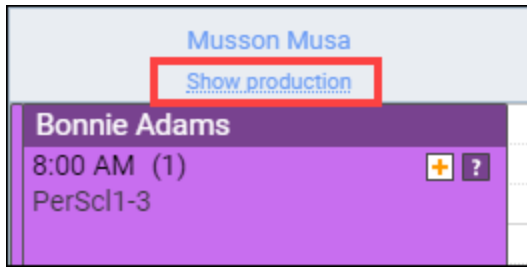 Musson Musa
Show production
Bonnie Adams
8:00 AM (1)
+ ?
PerScl1-3